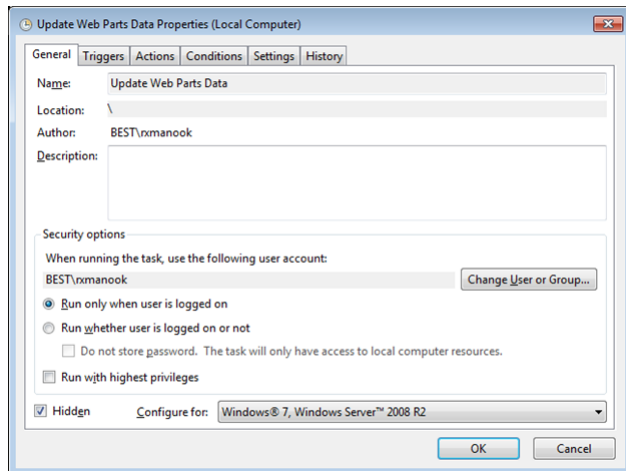 Update Web Parts Data Properties (Local Computer)
General Triggers Actions Conditions Settings History
Name: Update Web Parts Data
Location: \
Author: BEST\rxmanook
Description:
Security options
When running the task, use the following user account:
BEST\rxmanook Change User or Group...
Run only when user is logged on
Run whether user is logged on or not
Do not store password. The task will only have access to local computer resources.
Run with highest privileges
Hidden Configure for: Windows® 7, Windows Server™ 2008 R2
OK Cancel